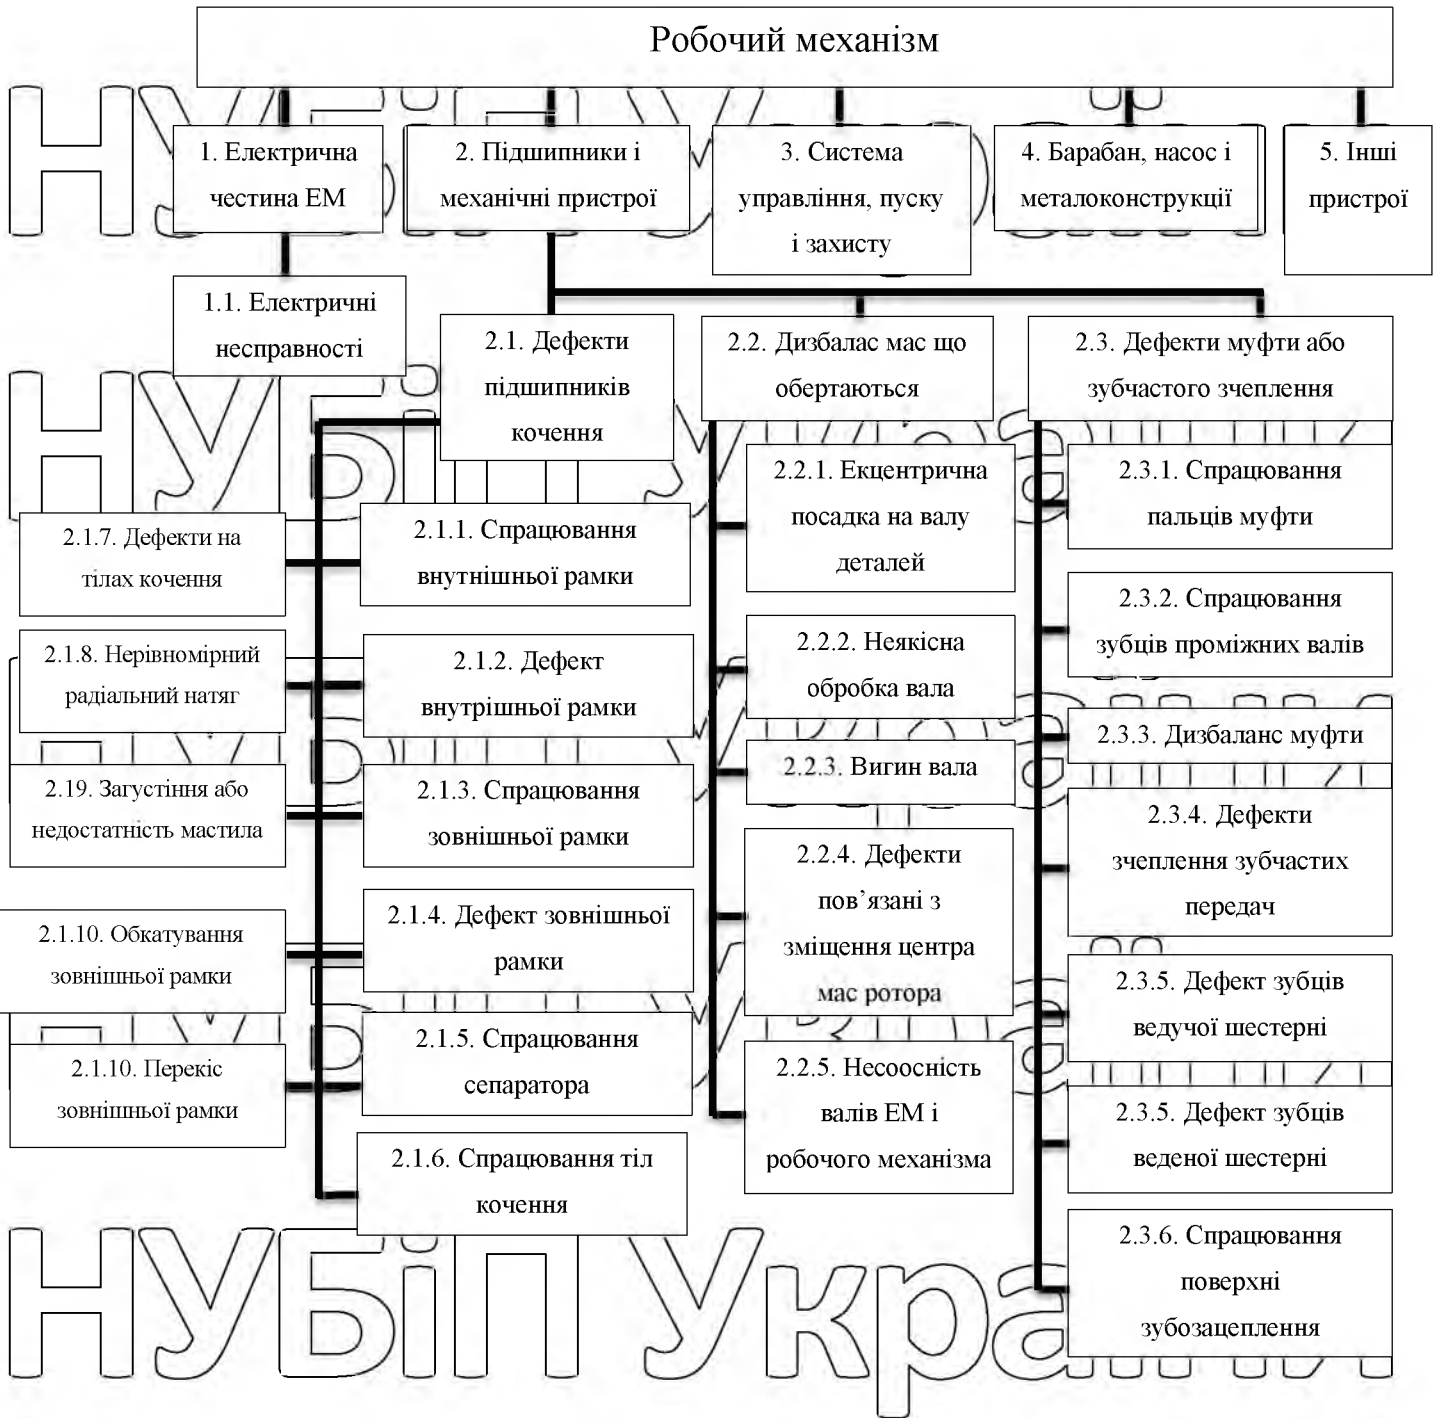 Робочий механізм
1. Електрична
честина ЕМ
2. Підшипники і
механічні пристрої
3. Система
управління, пуску
і захисту
4. Барабан, насос і
металоконструкції
5. Інші
пристрої
1.1. Електричні
несправності
2.1. Дефекти
підшипників
кочення
2.2. Дизбалас мас що
обертаються
2.3. Дефекти муфти або
зубчастого зчеплення
2.1.7. Дефекти на
тілах кочення
2.1.8. Нерівномірний
радіальний натяг
2.19. Загустіння або
недостатність мастила
2.1.10. Обкатування
зовнішньої рамки
2.1.10. Перекіс
зовнішньої рамки
2.1.1. Спрацювання
внутнішньої рамки
2.1.2. Дефект
внутрішньої рамки
2.1.3. Спрацювання
зовнішньої рамки
2.1.4. Дефект зовнішньої
рамки
2.1.5. Спрацювання
сепаратора
2.1.6. Спрацювання тіл
кочення
2.2.1. Екцентрична
посадка на валу
деталей
2.2.2. Неякісна
обробка вала
2.2.3. Вигин вала
2.2.4. Дефекти
пов’язані з
зміщення центра
мас ротора
2.2.5. Несоосність
валів ЕМ і
робочого механізма
2.3.1. Спрацювання
пальців муфти
2.3.2. Спрацювання
зубців проміжних валів
2.3.3. Дизбаланс муфти
2.3.4. Дефекти
зчеплення зубчастих
передач
2.3.5. Дефект зубців
ведучої шестерні
2.3.5. Дефект зубців
веденої шестерні
2.3.6. Спрацювання
поверхні
зубозацеплення
НУБіП України
НУБіП України
НУБіП України
НУБіП України
НУБіП України